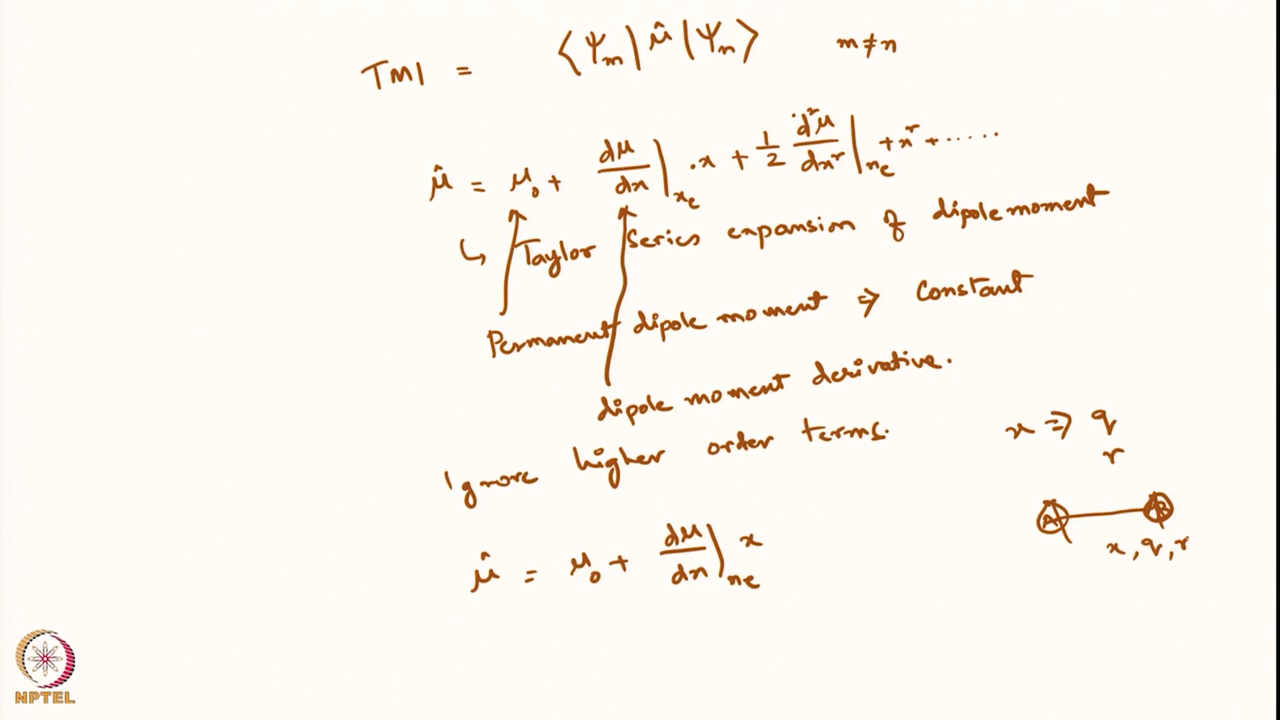 TMI = ⟨Ψm|μ̂|Ψn⟩ m≠n
μ̂ = μ₀ + dμ/dx|xe .x + 1/2 d²μ/dx²|xe + x² + .....
↳ Taylor Series expansion of dipole moment
Permanent dipole moment ⇒ Constant
dipole moment derivative.
Ignore higher order terms.
x ⇒ q
r
A B
x, q, r
μ̂ = μ₀ + dμ/dx|xe x
NPTEL